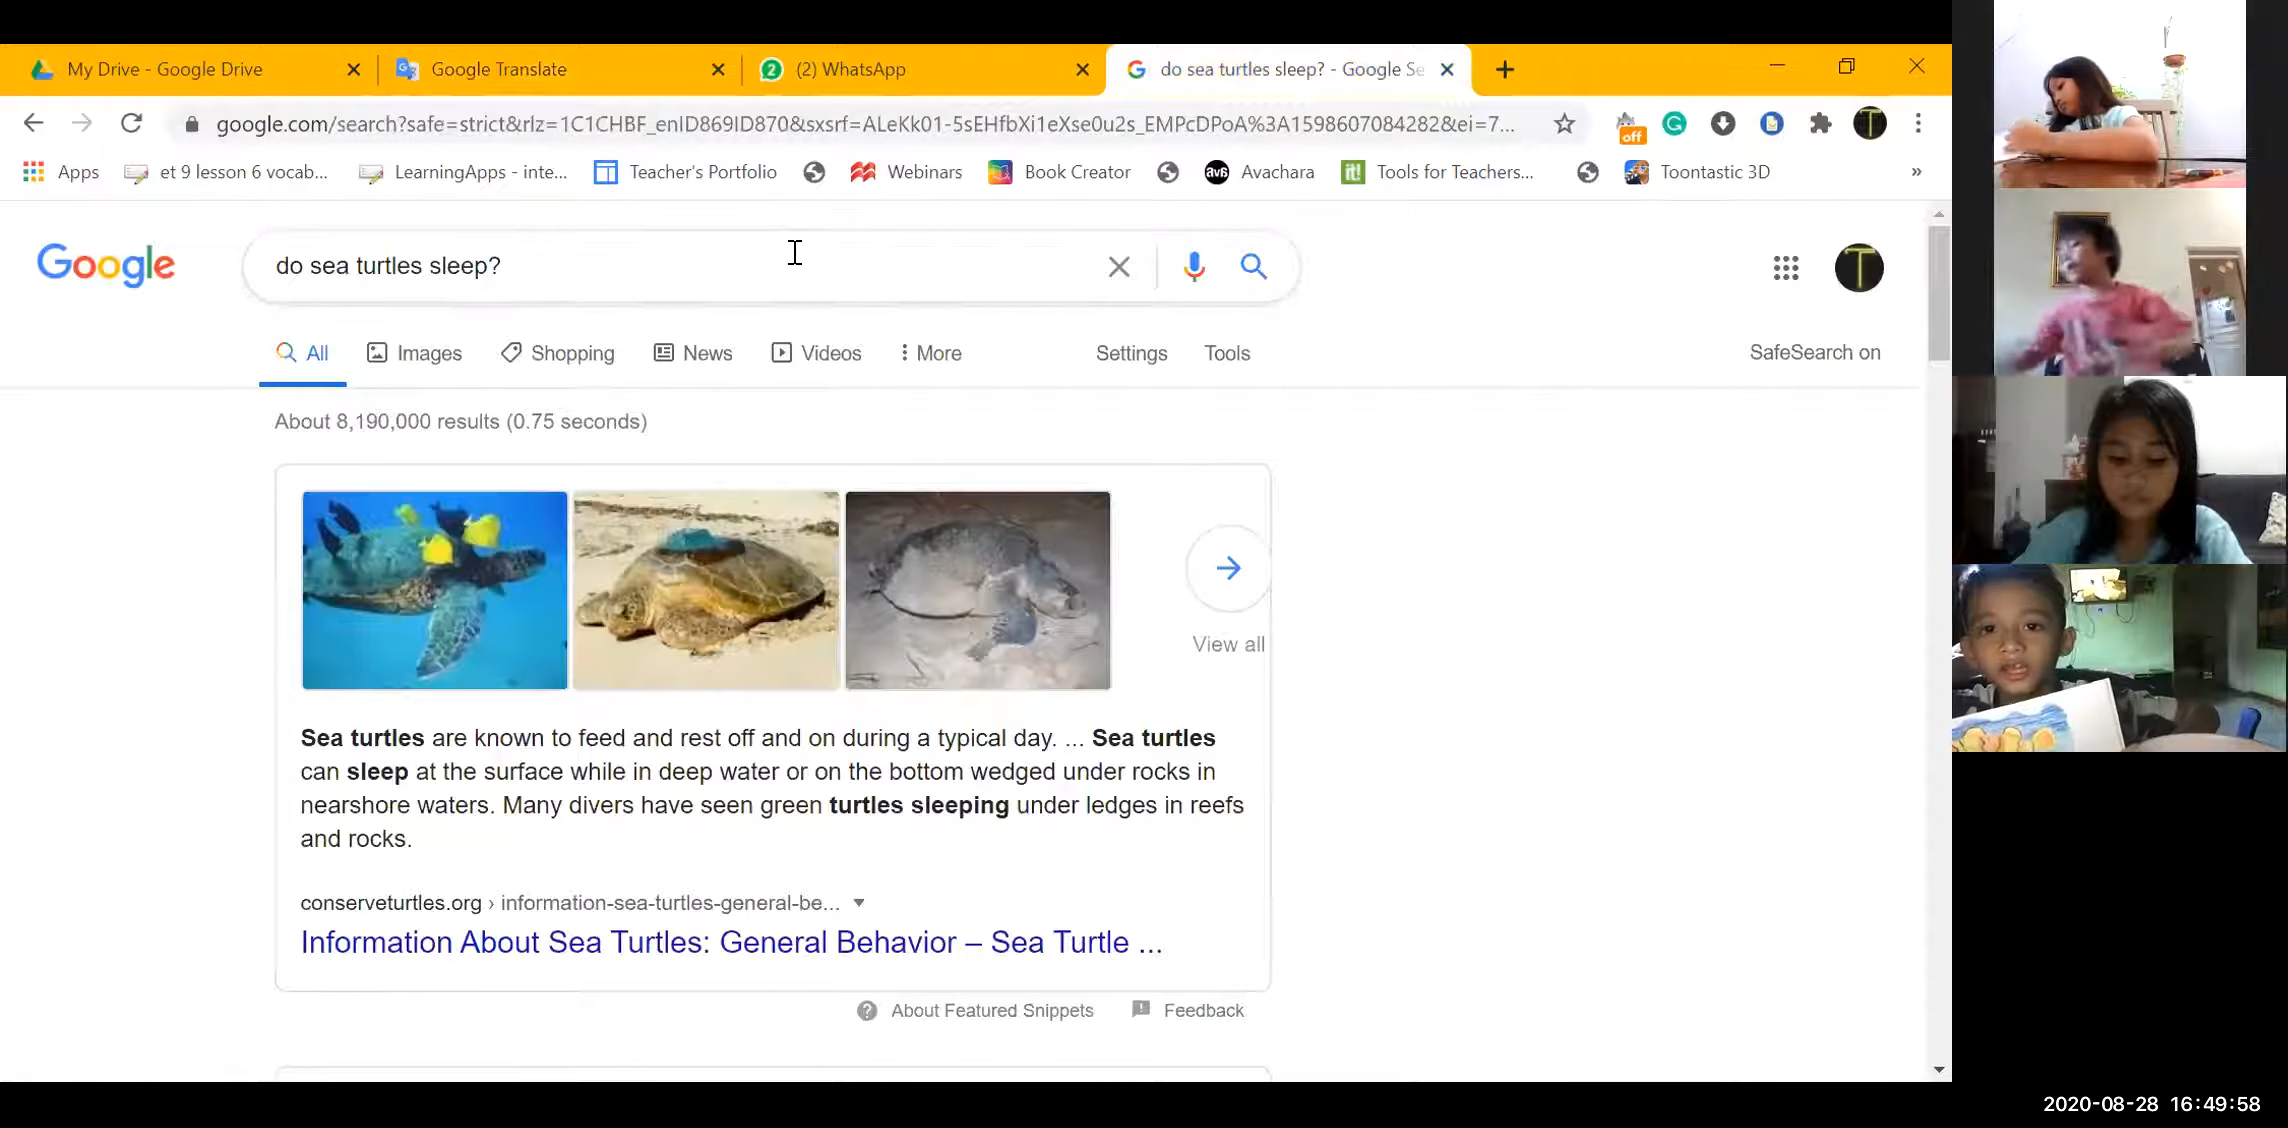 My Drive - Google Drive
Google Translate
2 (2) WhatsApp
do sea turtles sleep? - Google Se
google.com/search?safe=strict&rlz=1C1CHBF_enID869ID870&sxsrf=ALeKk01-5sEHfbXi1eXse0u2s_EMPcDPoA%3A1598607084282&ei=7...
off
T
Apps
et 9 lesson 6 vocab...
LearningApps - inte...
Teacher's Portfolio
Webinars
Book Creator
ava
Avachara
it!
Tools for Teachers...
Toontastic 3D
»
Google
do sea turtles sleep?
T
All
Images
Shopping
News
Videos
More
Settings
Tools
SafeSearch on
About 8,190,000 results (0.75 seconds)
View all
Sea turtles are known to feed and rest off and on during a typical day. ... Sea turtles
can sleep at the surface while in deep water or on the bottom wedged under rocks in
nearshore waters. Many divers have seen green turtles sleeping under ledges in reefs
and rocks.
conserveturtles.org › information-sea-turtles-general-be...
Information About Sea Turtles: General Behavior – Sea Turtle ...
About Featured Snippets
Feedback
2020-08-28 16:49:58